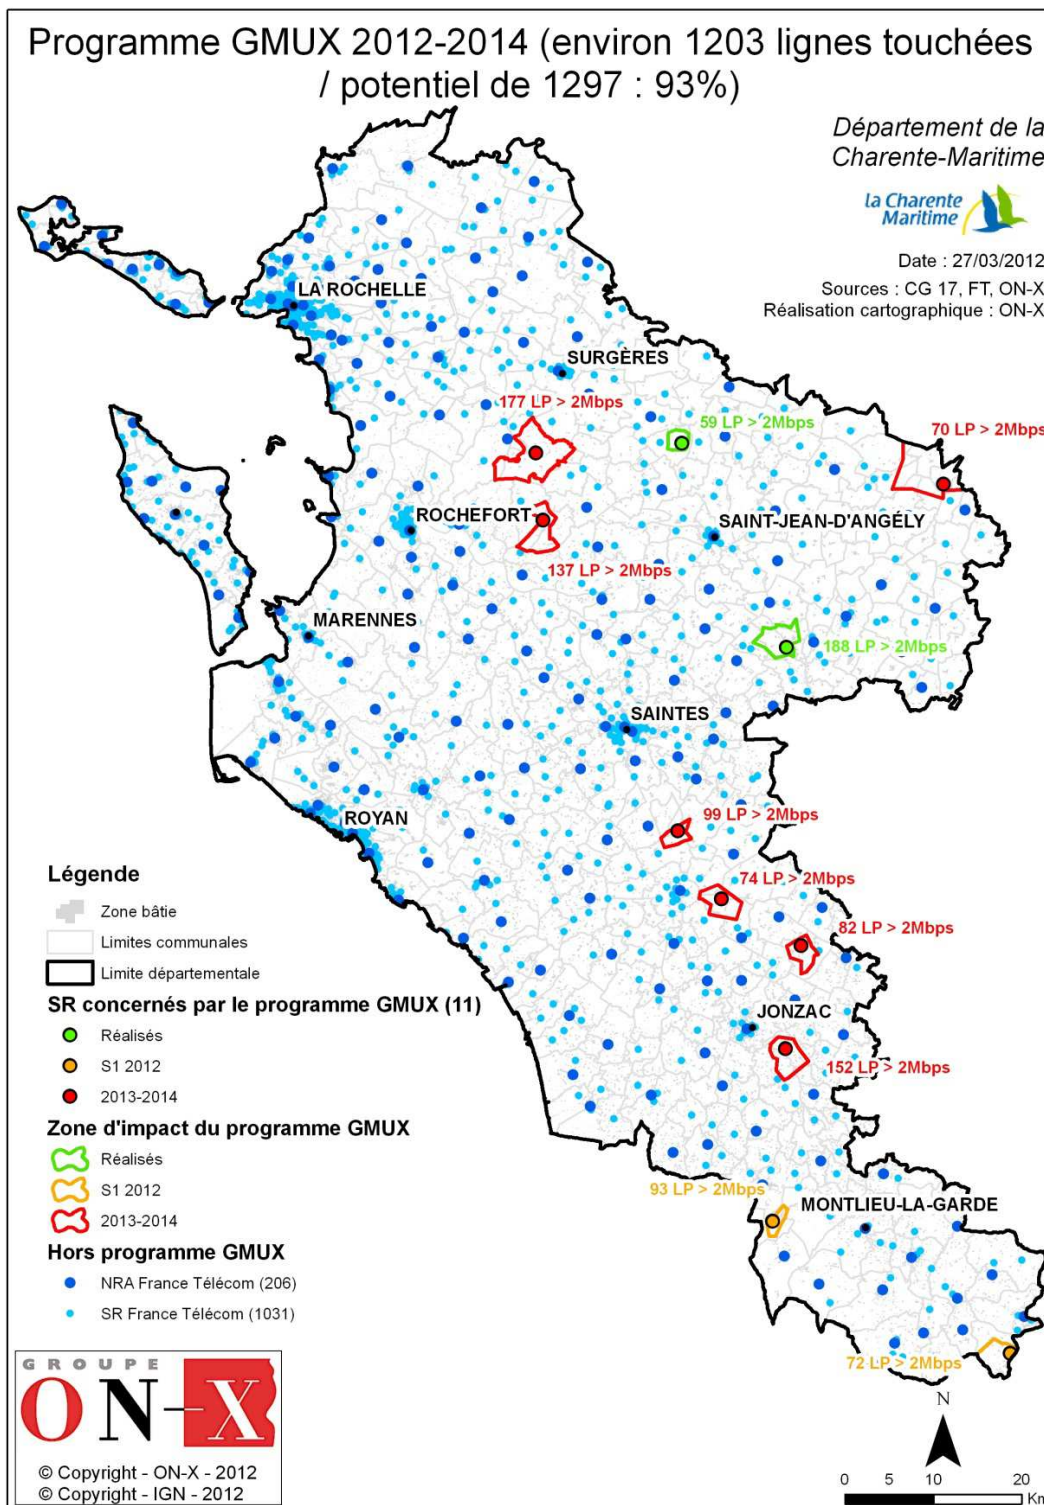 Programme GMUX 2012-2014 (environ 1203 lignes touchées
/ potentiel de 1297 : 93%)
Département de la
Charente-Maritime
la Charente
Maritime
Date : 27/03/2012
Sources : CG 17, FT, ON-X
Réalisation cartographique : ON-X
LA ROCHELLE
SURGÈRES
177 LP > 2Mbps
59 LP > 2Mbps
70 LP > 2Mbps
ROCHEFORT
SAINT-JEAN-D'ANGÉLY
137 LP > 2Mbps
MARENNES
188 LP > 2Mbps
SAINTES
ROYAN
99 LP > 2Mbps
74 LP > 2Mbps
82 LP > 2Mbps
JONZAC
152 LP > 2Mbps
93 LP > 2Mbps
MONTLIEU-LA-GARDE
72 LP > 2Mbps
Légende
Zone bâtie
Limites communales
Limite départementale
SR concernés par le programme GMUX (11)
Réalisés
S1 2012
2013-2014
Zone d'impact du programme GMUX
Réalisés
S1 2012
2013-2014
Hors programme GMUX
NRA France Télécom (206)
SR France Télécom (1031)
GROUPE
ON-X
© Copyright - ON-X - 2012
© Copyright - IGN - 2012
N
0 5 10 20
Km